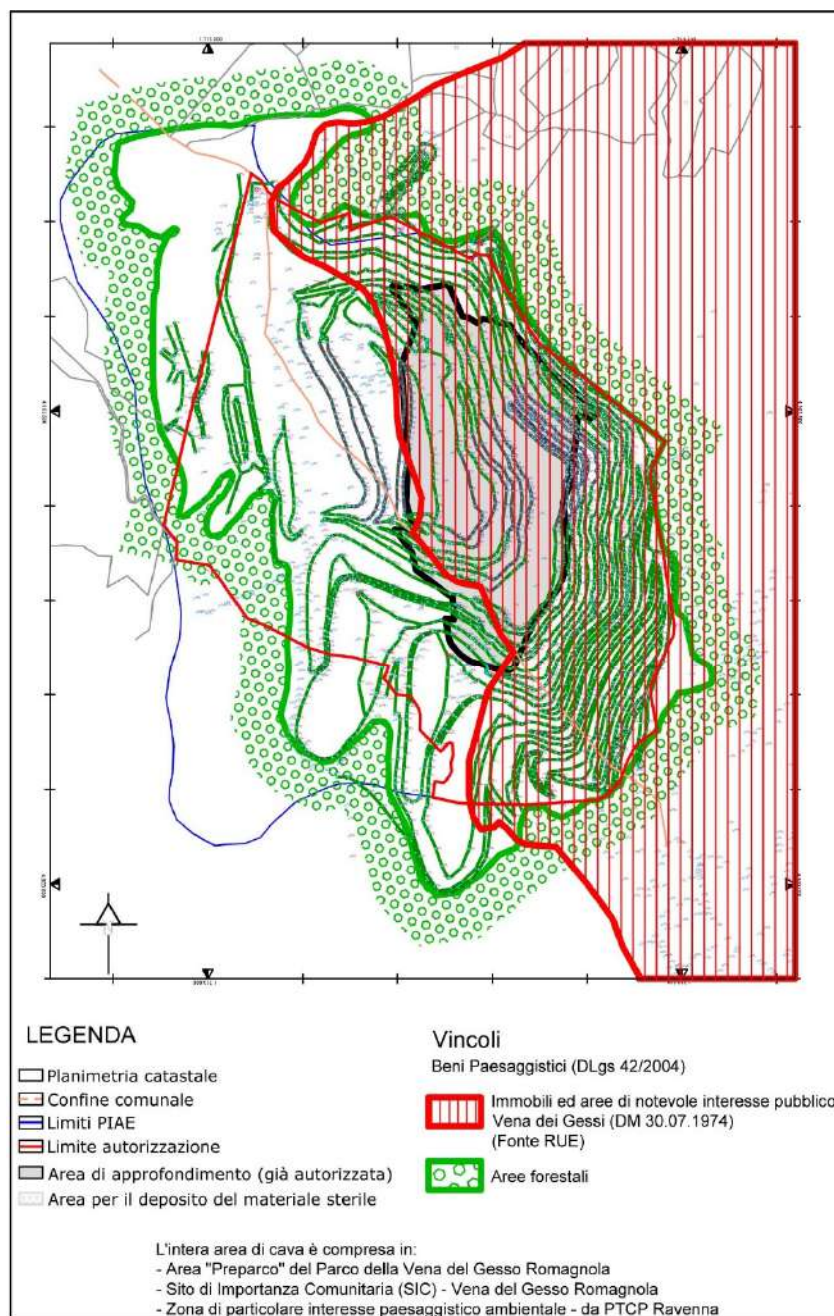 LEGENDA
Planimetria catastale
Confine comunale
Limiti PIAE
Limite autorizzazione
Area di approfondimento (già autorizzata)
Area per il deposito del materiale sterile
Vincoli
Beni Paesaggistici (DLgs 42/2004)
Immobili ed aree di notevole interesse pubblico
Vena dei Gessi (DM 30.07.1974)
(Fonte RUE)
Aree forestali
L'intera area di cava è compresa in:
- Area "Preparco" del Parco della Vena del Gesso Romagnola
- Sito di Importanza Comunitaria (SIC) - Vena del Gesso Romagnola
- Zona di particolare interesse paesaggistico ambientale - da PTCP Ravenna